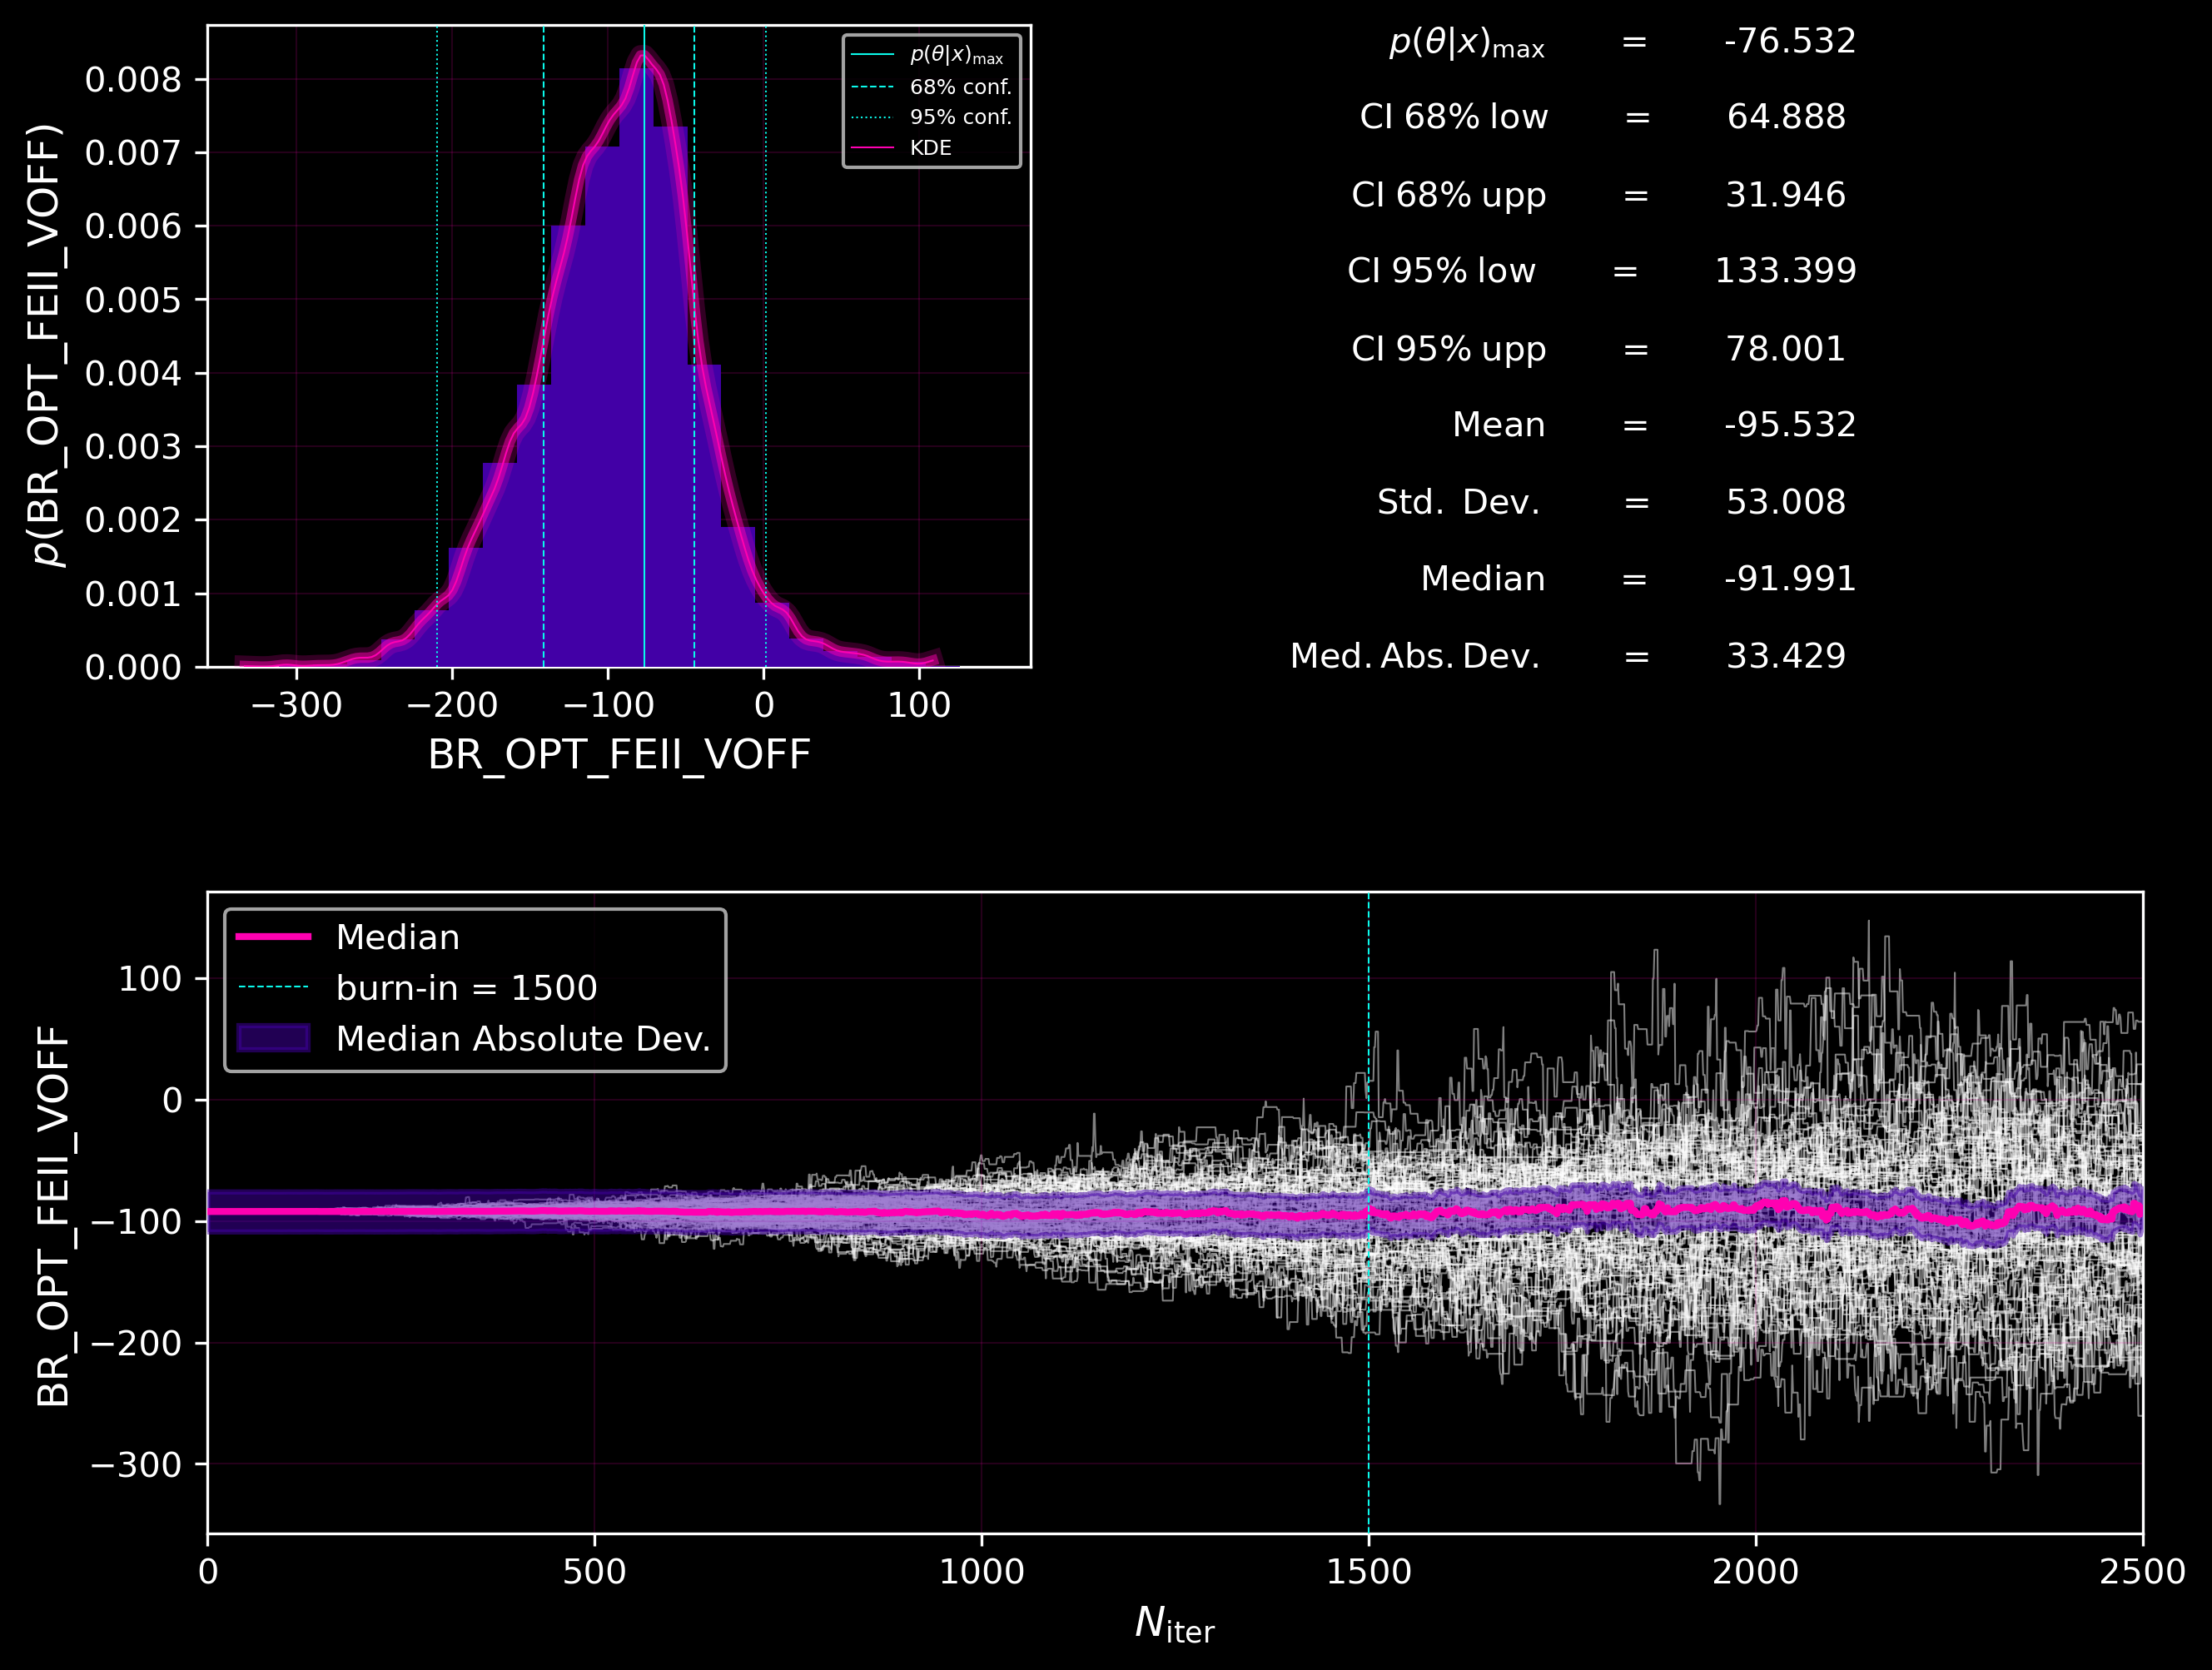 p(BR_OPT_FEII_VOFF)
0.008
0.007
0.006
0.005
0.004
0.003
0.002
0.001
0.000
−300 −200 −100 0 100
BR_OPT_FEII_VOFF
p(θ|x)max
68% conf.
95% conf.
KDE
p(θ|x)max = -76.532
CI 68% low = 64.888
CI 68% upp = 31.946
CI 95% low = 133.399
CI 95% upp = 78.001
Mean = -95.532
Std. Dev. = 53.008
Median = -91.991
Med. Abs. Dev. = 33.429
BR_OPT_FEII_VOFF
100
0
−100
−200
−300
Median
burn-in = 1500
Median Absolute Dev.
0 500 1000 1500 2000 2500
Niter